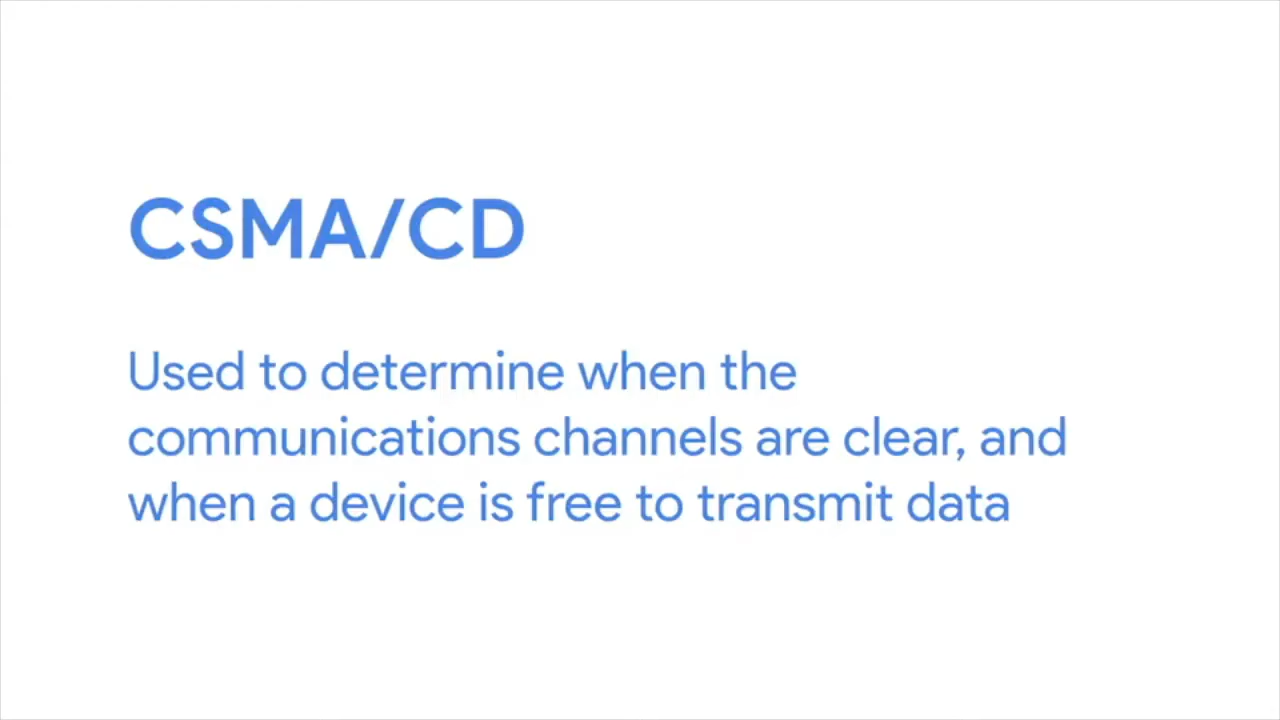 CSMA/CD
Used to determine when the
communications channels are clear, and
when a device is free to transmit data